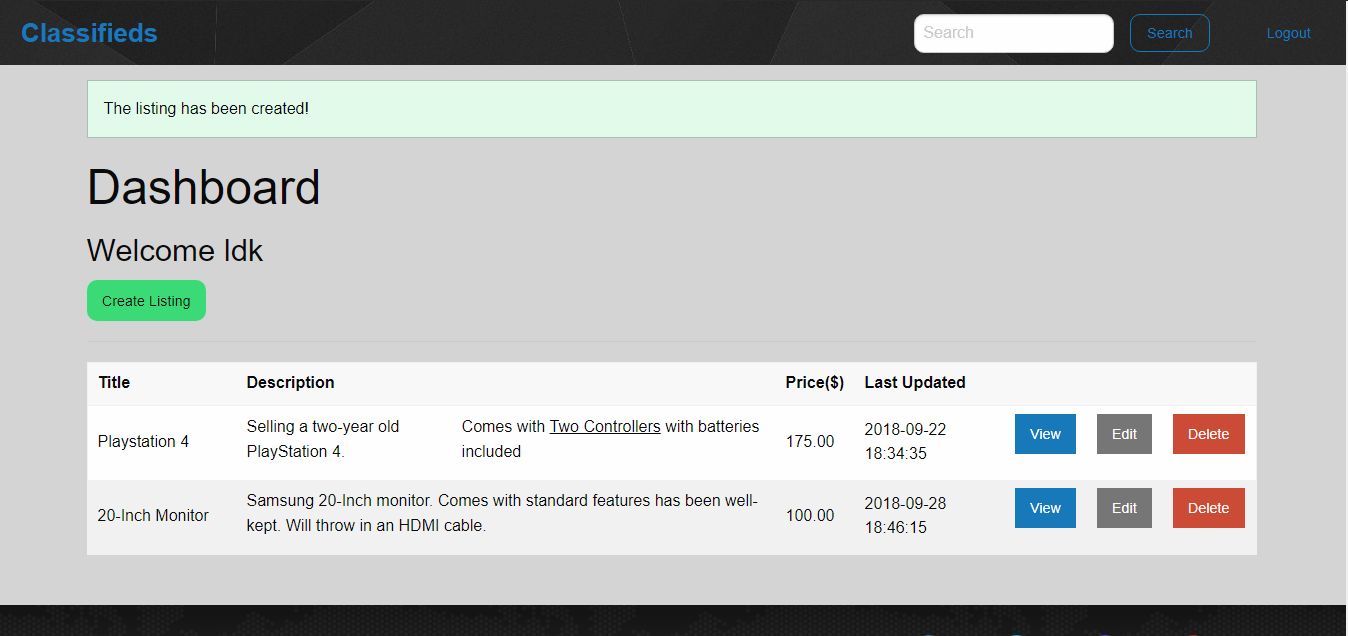 Classifieds
Search
Search
Logout
The listing has been created!
Dashboard
Welcome Idk
Create Listing
Title Description Price($) Last Updated
Playstation 4
Selling a two-year old
PlayStation 4.
Comes with Two Controllers with batteries
included
175.00
2018-09-22
18:34:35
View Edit Delete
20-Inch Monitor
Samsung 20-Inch monitor. Comes with standard features has been well-
kept. Will throw in an HDMI cable.
100.00
2018-09-28
18:46:15
View Edit Delete